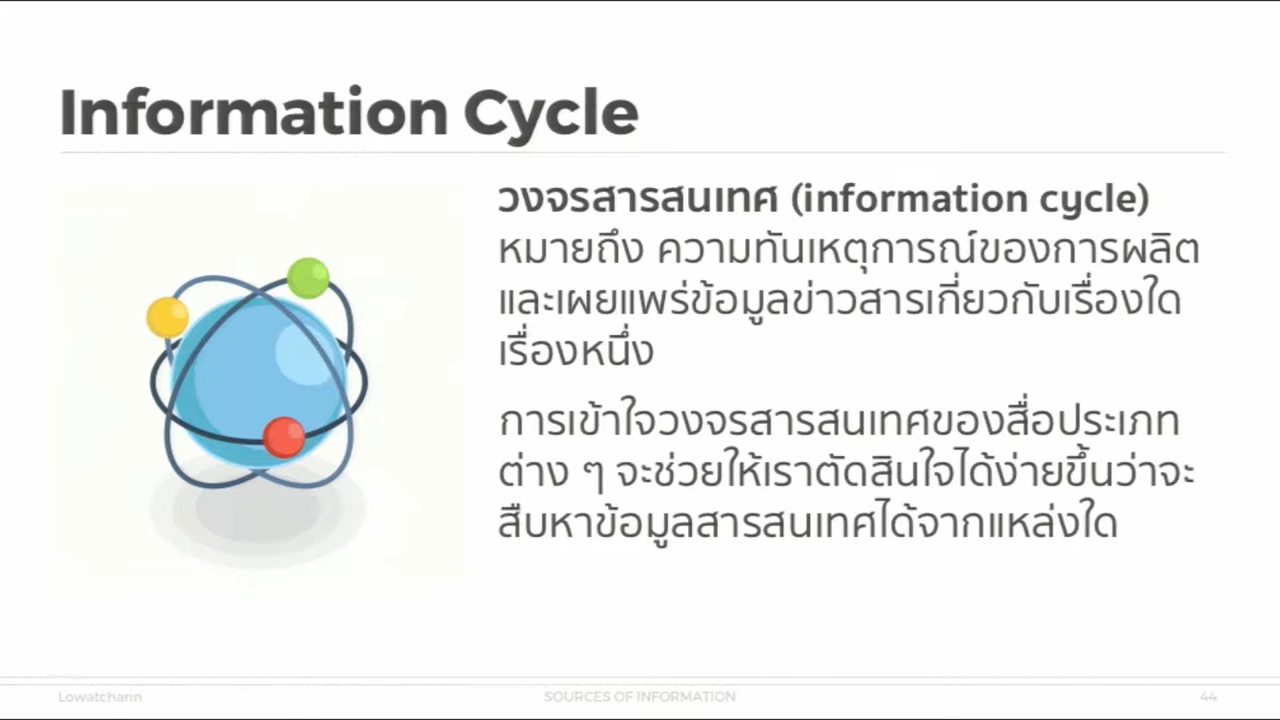 Information Cycle
วงจรสารสนเทศ (information cycle)
หมายถึง ความทันเหตุการณ์ของการผลิต
และเผยแพร่ข้อมูลข่าวสารเกี่ยวกับเรื่องใด
เรื่องหนึ่ง
การเข้าใจวงจรสารสนเทศของสื่อประเภท
ต่าง ๆ จะช่วยให้เราตัดสินใจได้ง่ายขึ้นว่าจะ
สืบหาข้อมูลสารสนเทศได้จากแหล่งใด
Lowatcharin
SOURCES OF INFORMATION
44